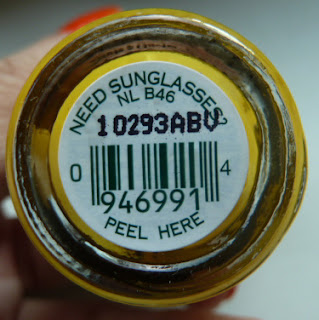 NEED SUNGLASSES?
NL B46
10293ABV
0 4
946991
PEEL HERE